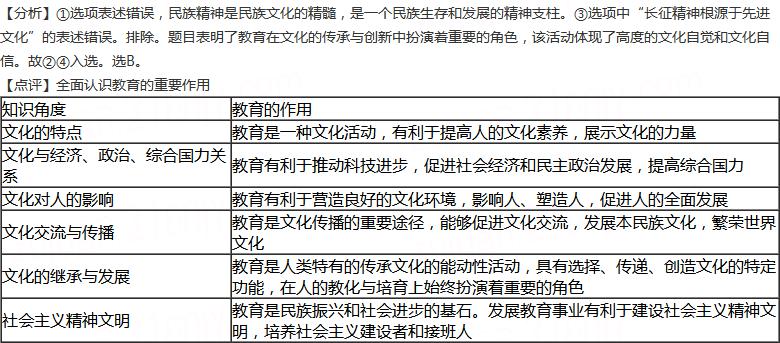 【分析】①选项表述错误，民族精神是民族文化的精髓，是一个民族生存和发展的精神支柱。③选项中“长征精神根源于先进
文化”的表述错误。排除。题目表明了教育在文化的传承与创新中扮演着重要的角色，该活动体现了高度的文化自觉和文化自
信。故②④入选。选B。
【点评】全面认识教育的重要作用
知识角度 教育的作用
文化的特点 教育是一种文化活动，有利于提高人的文化素养，展示文化的力量
文化与经济、政治、综合国力关
系
教育有利于推动科技进步，促进社会经济和民主政治发展，提高综合国力
文化对人的影响 教育有利于营造良好的文化环境，影响人、塑造人，促进人的全面发展
文化交流与传播
教育是文化传播的重要途径，能够促进文化交流，发展本民族文化，繁荣世界
文化
文化的继承与发展
教育是人类特有的传承文化的能动性活动，具有选择、传递、创造文化的特定
功能，在人的教化与培育上始终扮演着重要的角色
社会主义精神文明
教育是民族振兴和社会进步的基石。发展教育事业有利于建设社会主义精神文
明，培养社会主义建设者和接班人